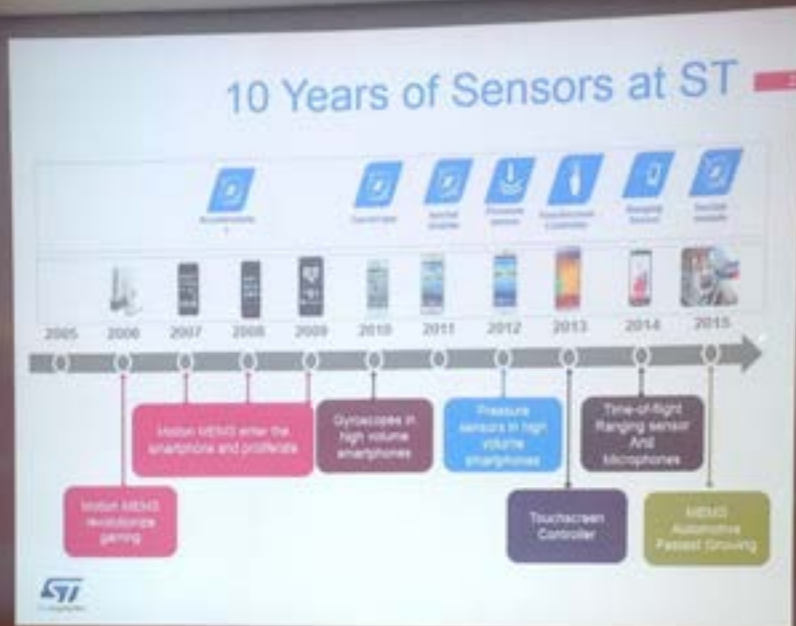 10 Years of Sensors at ST
2005
2006
2007
2008
2009
2010
2011
2012
2013
2014
2015
Motion MEMS enter the
smartphone and proliferate
Gyroscopes in
high volume
smartphones
Pressure
sensors in high
volume
smartphones
Time-of-flight
Ranging sensor
And
Microphones
Motion MEMS
revolutionize
gaming
Touchscreen
Controller
MEMS
Automotive
Fastest Growing
ST